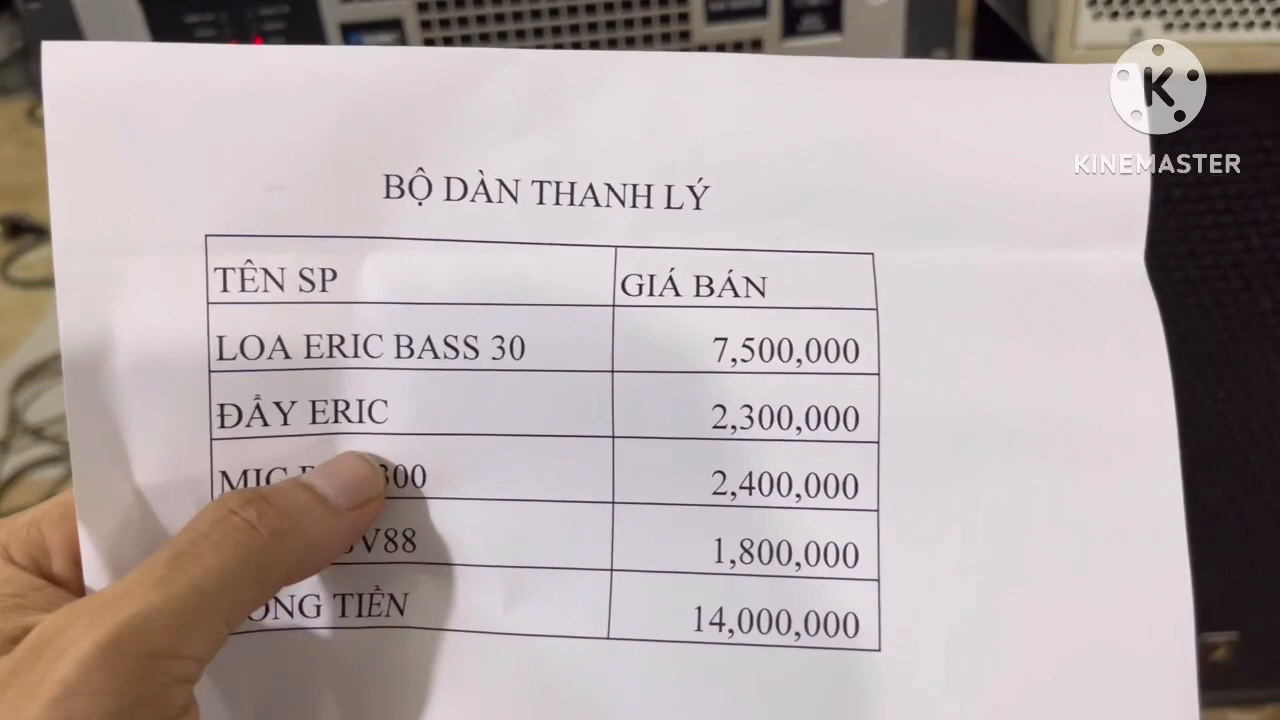 KINEMASTER
BỘ DÀN THANH LÝ
TÊN SP GIÁ BÁN
LOA ERIC BASS 30 7,500,000
ĐẨY ERIC 2,300,000
MIC 300 2,400,000
V88 1,800,000
TIỀN 14,000,000